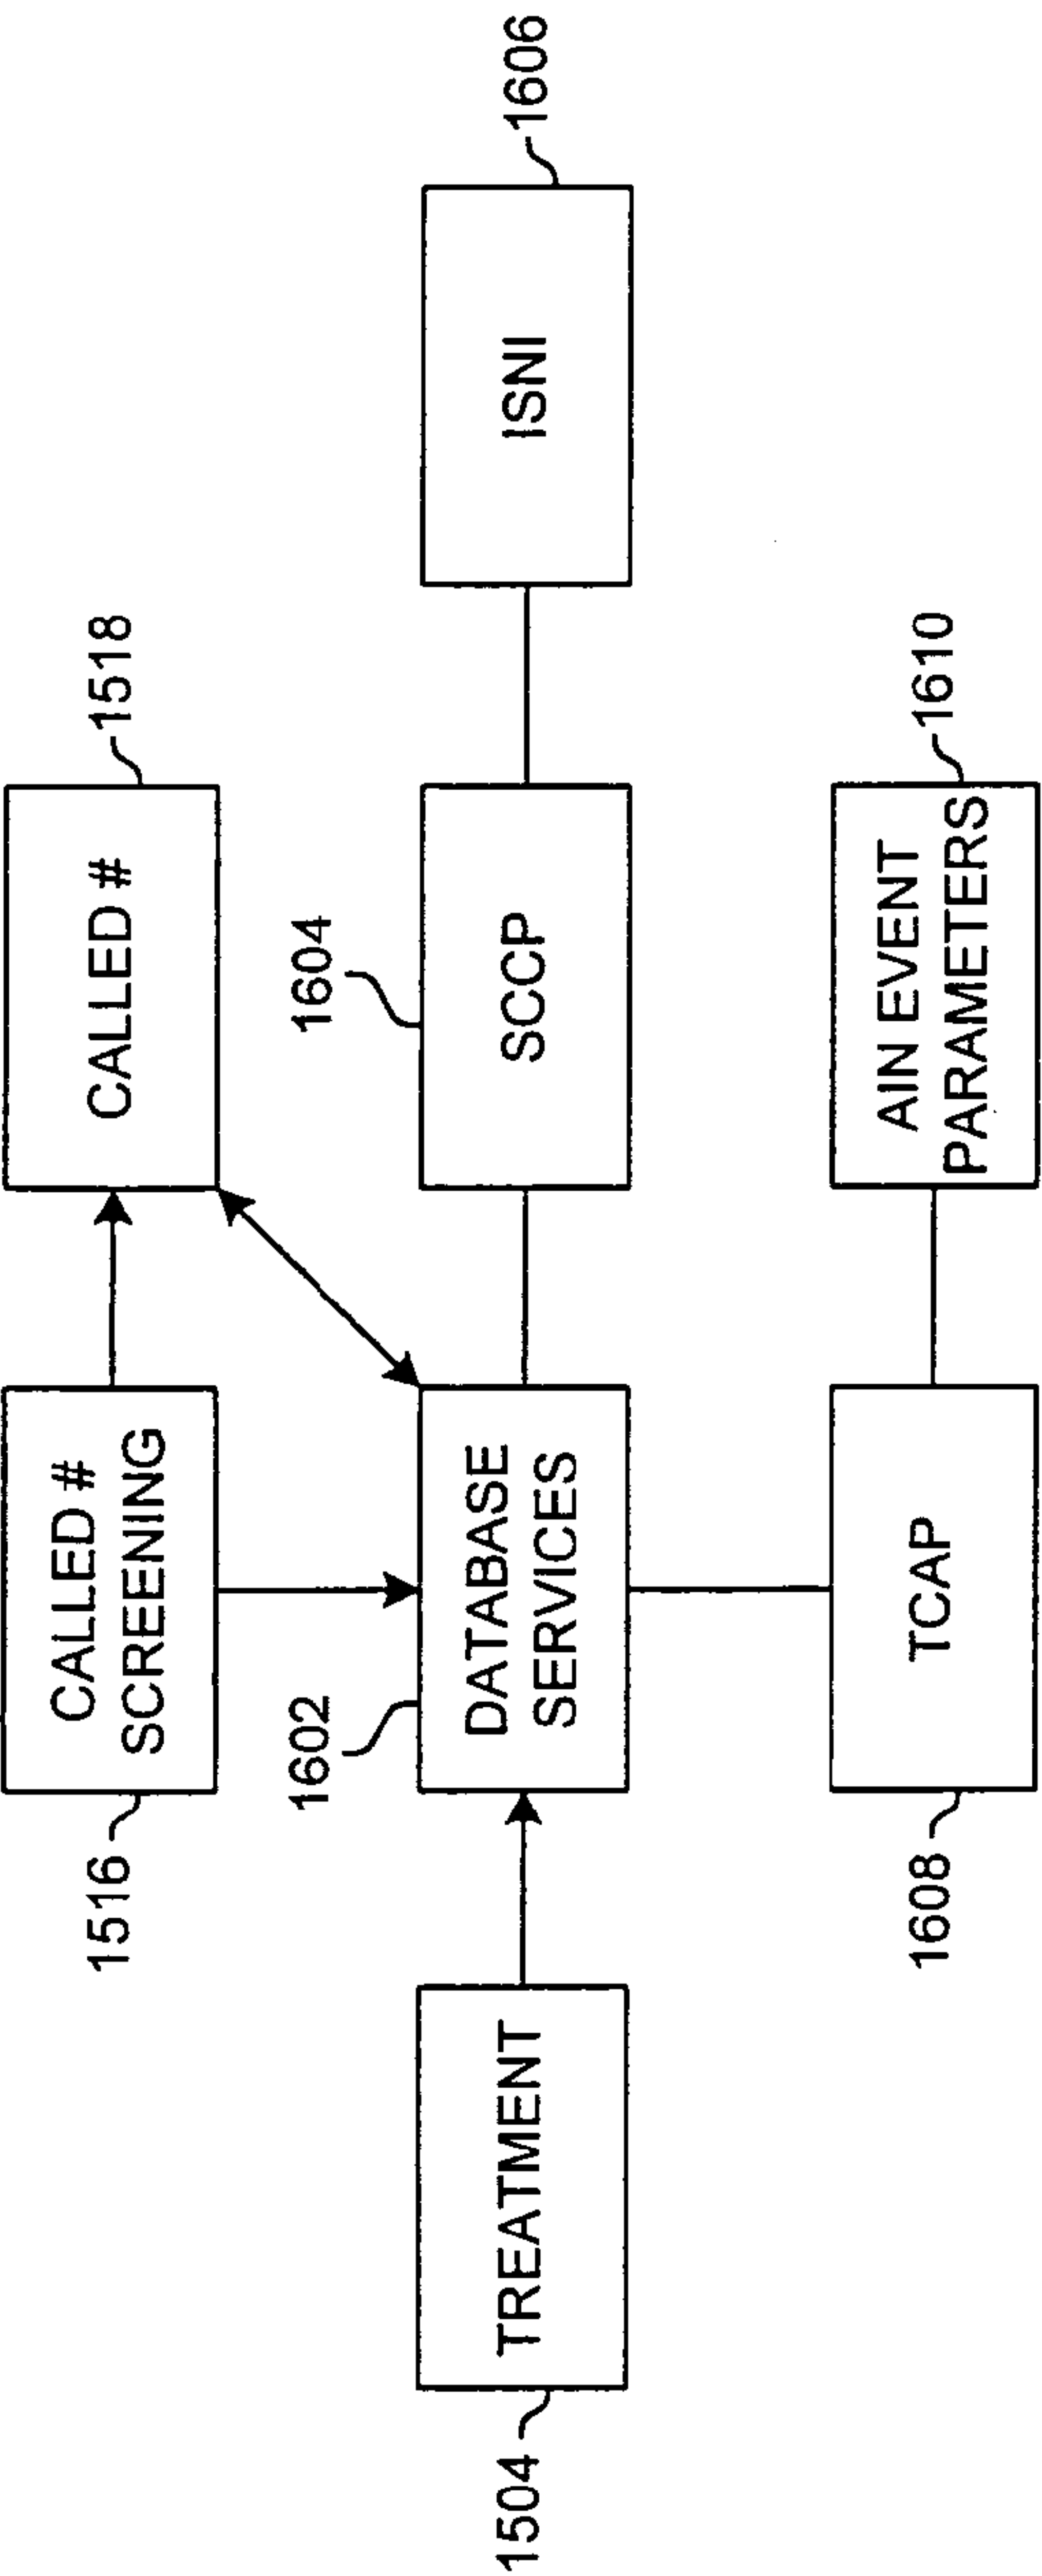 1516
CALLED #
SCREENING
CALLED #
1518
1602
1604
1504
TREATMENT
DATABASE
SERVICES
SCCP
ISNI
1606
1608
TCAP
AIN EVENT
PARAMETERS
1610